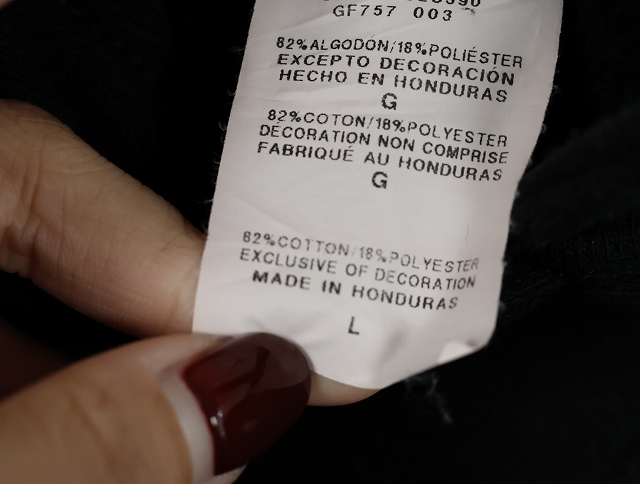 GF757 003
82%ALGODON/18%POLIÉSTER
EXCEPTO DECORACIÓN
HECHO EN HONDURAS
G
82%COTON/18%POLYESTER
DÉCORATION NON COMPRISE
FABRIQUÉ AU HONDURAS
G
82%COTTON/18%POLYESTER
EXCLUSIVE OF DECORATION
MADE IN HONDURAS
L